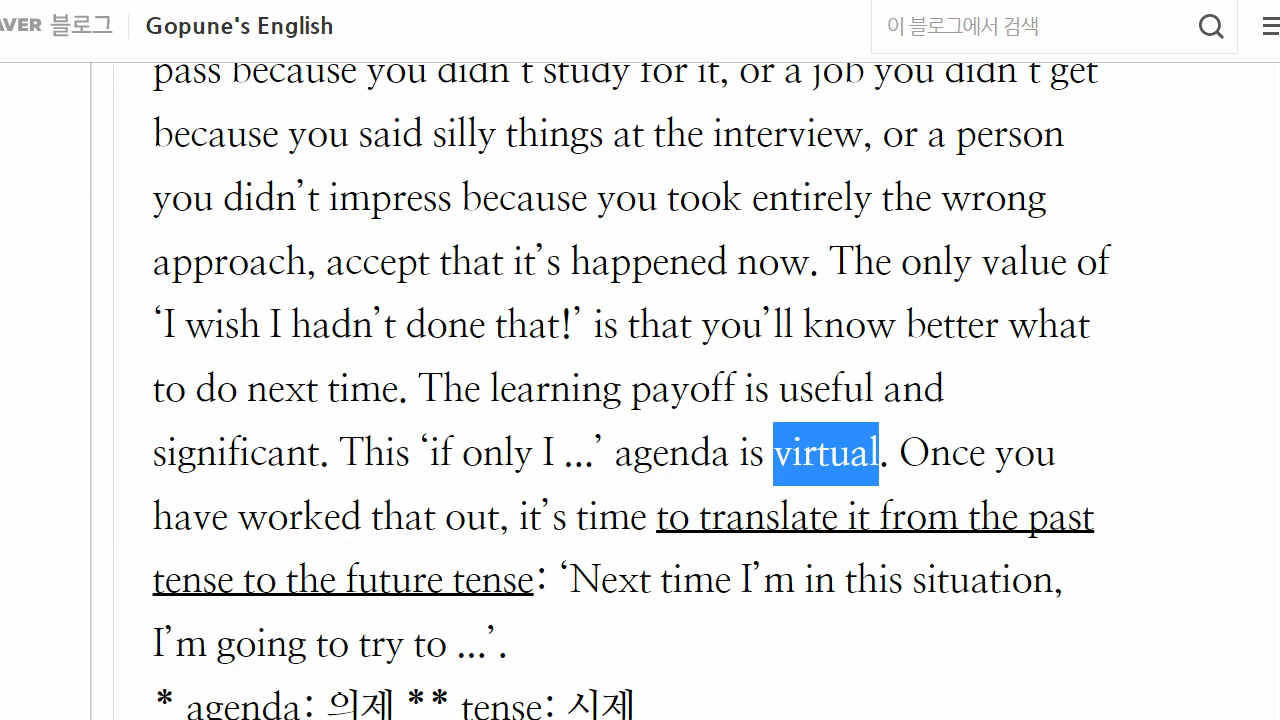 AVER 블로그 Gopune's English 이 블로그에서 검색
pass because you didn’t study for it, or a job you didn’t get
because you said silly things at the interview, or a person
you didn’t impress because you took entirely the wrong
approach, accept that it’s happened now. The only value of
‘I wish I hadn’t done that!’ is that you’ll know better what
to do next time. The learning payoff is useful and
significant. This ‘if only I ...’ agenda is virtual. Once you
have worked that out, it’s time to translate it from the past
tense to the future tense: ‘Next time I’m in this situation,
I’m going to try to ...’.
* agenda: 의제 ** tense: 시제